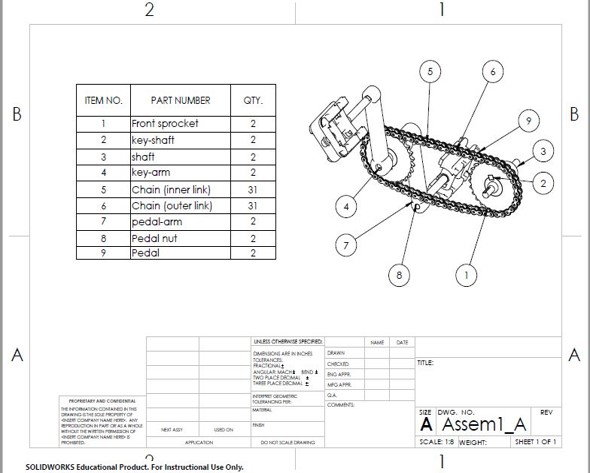 2 1
B B
ITEM NO. PART NUMBER QTY.
1 Front sprocket 2
2 key-shaft 2
3 shaft 2
4 key-arm 2
5 Chain (inner link) 31
6 Chain (outer link) 31
7 pedal-arm 2
8 Pedal nut 2
9 Pedal 2
5 6
9
3
2
4
7
8 1
A A
UNLESS OTHERWISE SPECIFIED:
DIMENSIONS ARE IN INCHES
TOLERANCES:
FRACTIONAL±
ANGULAR: MACH± BEND ±
TWO PLACE DECIMAL ±
THREE PLACE DECIMAL ±
INTERPRET GEOMETRIC
TOLERANCING PER:
MATERIAL
FINISH
DO NOT SCALE DRAWING
NAME DATE
DRAWN
CHECKED
ENG APPR.
MFG APPR.
Q.A.
COMMENTS:
TITLE:
SIZE DWG. NO. REV
A Assem1_A
SCALE: 1:8 WEIGHT: SHEET 1 OF 1
PROPRIETARY AND CONFIDENTIAL
THE INFORMATION CONTAINED IN THIS
DRAWING IS THE SOLE PROPERTY OF
<INSERT COMPANY NAME HERE>. ANY
REPRODUCTION IN PART OR AS A WHOLE
WITHOUT THE WRITTEN PERMISSION OF
<INSERT COMPANY NAME HERE> IS
PROHIBITED.
NEXT ASSY USED ON
APPLICATION
2 1
SOLIDWORKS Educational Product. For Instructional Use Only.